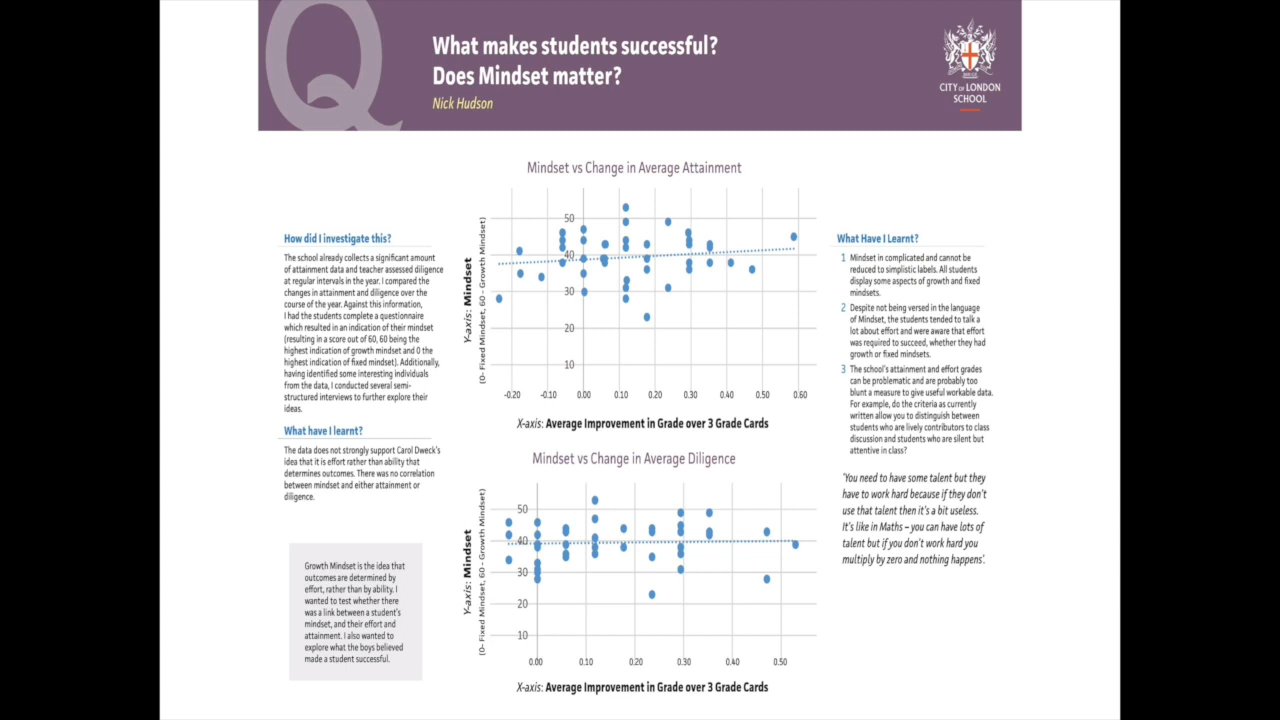 Q
What makes students successful?
Does Mindset matter?
Nick Hudson
CITY OF LONDON
SCHOOL
How did I investigate this?
The school already collects a significant amount
of attainment data and teacher assessed diligence
at regular intervals in the year. I compared the
changes in attainment and diligence over the
course of the year. Against this information,
I had the students complete a questionnaire
which resulted in an indication of their mindset
(resulting in a score out of 60, 60 being the
highest indication of growth mindset and 0 the
highest indication of fixed mindset). Additionally,
having identified some interesting individuals
from the data, I conducted several semi-
structured interviews to further explore their
ideas.
What have I learnt?
The data does not strongly support Carol Dweck's
idea that it is effort rather than ability that
determines outcomes. There was no correlation
between mindset and either attainment or
diligence.
Growth Mindset is the idea that
outcomes are determined by
effort, rather than by ability. I
wanted to test whether there
was a link between a student's
mindset, and their effort and
attainment. I also wanted to
explore what the boys believed
made a student successful.
Mindset vs Change in Average Attainment
Y-axis: Mindset
(0- Fixed Mindset, 60 - Growth Mindset)
50
40
30
20
10
-0.20 -0.10 0.00 0.10 0.20 0.30 0.40 0.50 0.60
X-axis: Average Improvement in Grade over 3 Grade Cards
Mindset vs Change in Average Diligence
Y-axis: Mindset
(0- Fixed Mindset, 60 - Growth Mindset)
50
40
30
20
10
0.00 0.10 0.20 0.30 0.40 0.50
X-axis: Average Improvement in Grade over 3 Grade Cards
What Have I Learnt?
1 Mindset in complicated and cannot be
reduced to simplistic labels. All students
display some aspects of growth and fixed
mindsets.
2 Despite not being versed in the language
of Mindset, the students tended to talk a
lot about effort and were aware that effort
was required to succeed, whether they had
growth or fixed mindsets.
3 The school's attainment and effort grades
can be problematic and are probably too
blunt a measure to give useful workable data.
For example, do the criteria as currently
written allow you to distinguish between
students who are lively contributors to class
discussion and students who are silent but
attentive in class?
'You need to have some talent but they
have to work hard because if they don't
use that talent then it's a bit useless.
It's like in Maths – you can have lots of
talent but if you don't work hard you
multiply by zero and nothing happens'.